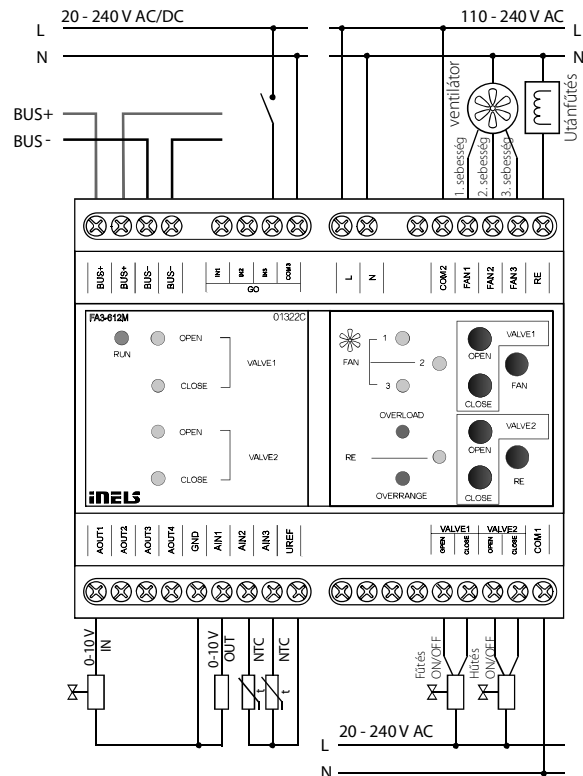 20 - 240 V AC/DC
110 - 240 V AC
L
L
N
N
BUS+
BUS-
ventilátor
1. sebesség
2. sebesség
3. sebesség
Utánfűtés
BUS+ BUS+ BUS- BUS- IN1 IN2 IN3 COM3 L N COM2 FAN1 FAN2 FAN3 RE
GO
FA3-612M
01322C
RUN
OPEN
VALVE1
CLOSE
OPEN
VALVE2
CLOSE
iNELS
FAN
1
2
3
OVERLOAD
RE
OVERRANGE
VALVE1
OPEN
FAN
CLOSE
VALVE2
OPEN
RE
CLOSE
VALVE1 VALVE2
AOUT1 AOUT2 AOUT3 AOUT4 GND AIN1 AIN2 AIN3 UREF OPEN CLOSE OPEN CLOSE COM1
0-10 V
IN
0-10 V
OUT
NTC
NTC
t
t
Fűtés
ON/OFF
Hűtés
ON/OFF
20 - 240 V AC
L
N